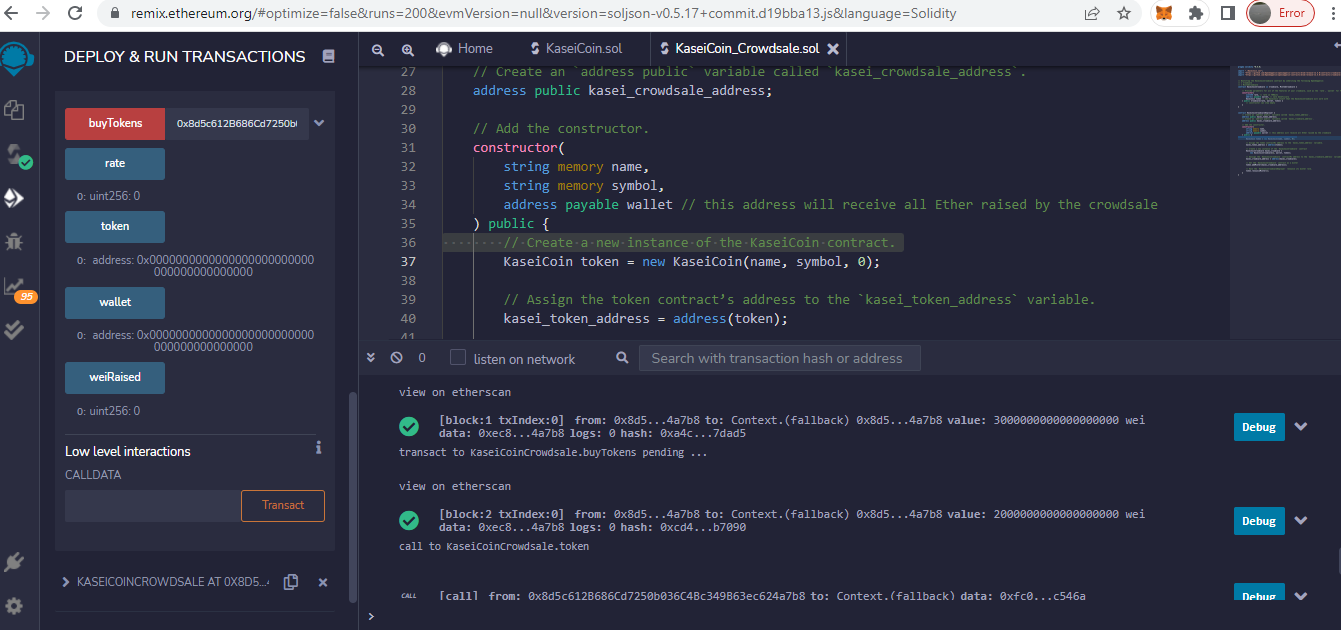 remix.ethereum.org/#optimize=false&runs=200&evmVersion=null&version=soljson-v0.5.17+commit.d19bba13.js&language=Solidity
Error
DEPLOY & RUN TRANSACTIONS
buyTokens
0x8d5c612B686Cd7250b
rate
0: uint256: 0
token
0: address: 0x0000000000000000000000000
000000000000000
wallet
0: address: 0x0000000000000000000000000
000000000000000
weiRaised
0: uint256: 0
Low level interactions
i
CALLDATA
Transact
KASEICOINCROWDSALE AT 0X8D5...
95
Home
KaseiCoin.sol
KaseiCoin_Crowdsale.sol
27 // Create an `address public` variable called `kasei_crowdsale_address`.
28 address public kasei_crowdsale_address;
29
30 // Add the constructor.
31 constructor(
32 string memory name,
33 string memory symbol,
34 address payable wallet // this address will receive all Ether raised by the crowdsale
35 ) public {
36 // Create a new instance of the KaseiCoin contract.
37 KaseiCoin token = new KaseiCoin(name, symbol, 0);
38
39 // Assign the token contract’s address to the `kasei_token_address` variable.
40 kasei_token_address = address(token);
41
0
listen on network
Search with transaction hash or address
view on etherscan
[block:1 txIndex:0] from: 0x8d5...4a7b8 to: Context.(fallback) 0x8d5...4a7b8 value: 3000000000000000000 wei
data: 0xec8...4a7b8 logs: 0 hash: 0xa4c...7dad5
Debug
transact to KaseiCoinCrowdsale.buyTokens pending ...
view on etherscan
[block:2 txIndex:0] from: 0x8d5...4a7b8 to: Context.(fallback) 0x8d5...4a7b8 value: 2000000000000000000 wei
data: 0xec8...4a7b8 logs: 0 hash: 0xcd4...b7090
Debug
call to KaseiCoinCrowdsale.token
CALL [call] from: 0x8d5c612B686Cd7250b036C4Bc349B63ec624a7b8 to: Context.(fallback) data: 0xfc0...c546a
Debug
>